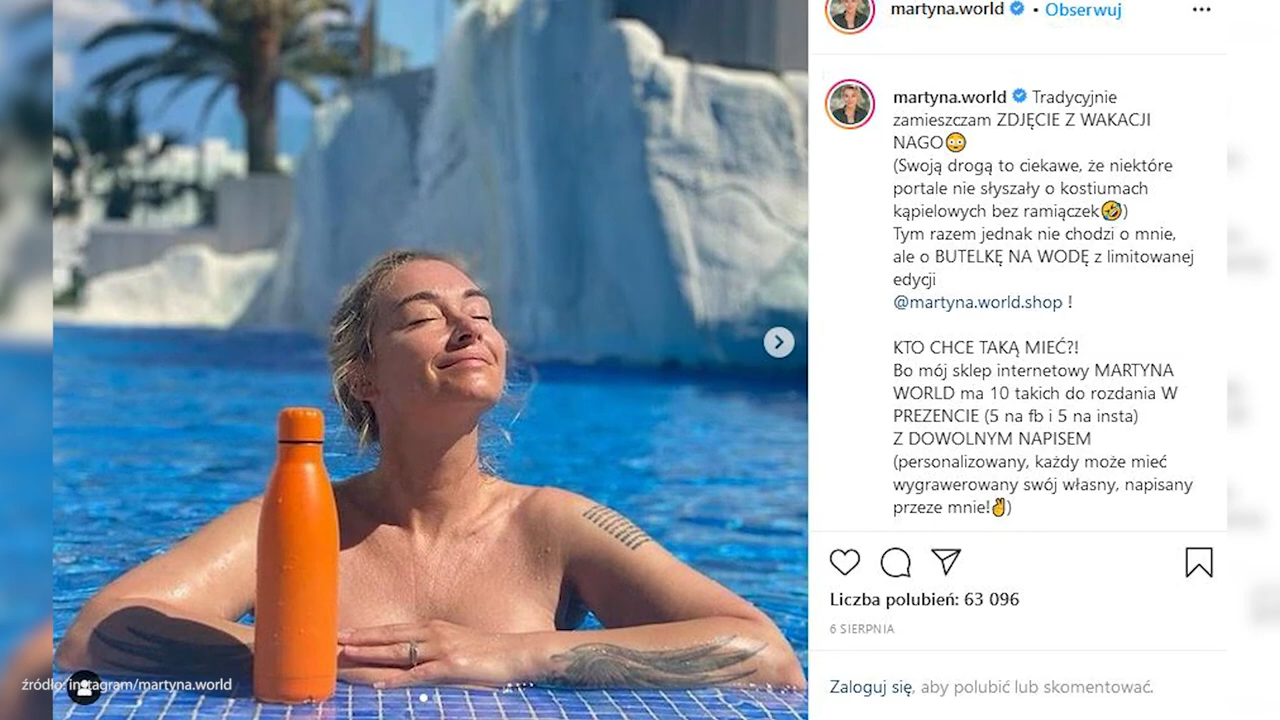 martyna.world • Obserwuj
martyna.world Tradycyjnie
zamieszczam ZDJĘCIE Z WAKACJI
NAGO😳
(Swoją drogą to ciekawe, że niektóre
portale nie słyszały o kostiumach
kąpielowych bez ramiączek🤣)
Tym razem jednak nie chodzi o mnie,
ale o BUTELKĘ NA WODĘ z limitowanej
edycji
@martyna.world.shop !
KTO CHCE TAKĄ MIEĆ?!
Bo mój sklep internetowy MARTYNA
WORLD ma 10 takich do rozdania W
PREZENCIE (5 na fb i 5 na insta)
Z DOWOLNYM NAPISEM
(personalizowany, każdy może mieć
wygrawerowany swój własny, napisany
przeze mnie!✌)
Liczba polubień: 63 096
6 SIERPNIA
Zaloguj się, aby polubić lub skomentować.
źródło: instagram/martyna.world